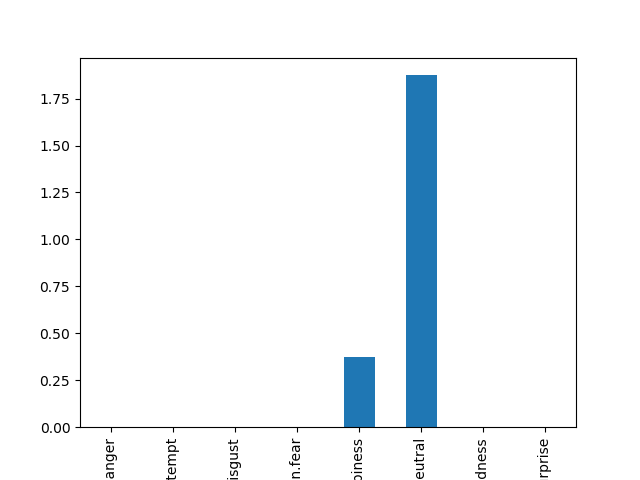 1.75
1.50
1.25
1.00
0.75
0.50
0.25
0.00
anger
tempt
isgust
n.fear
piness
eutral
dness
rprise